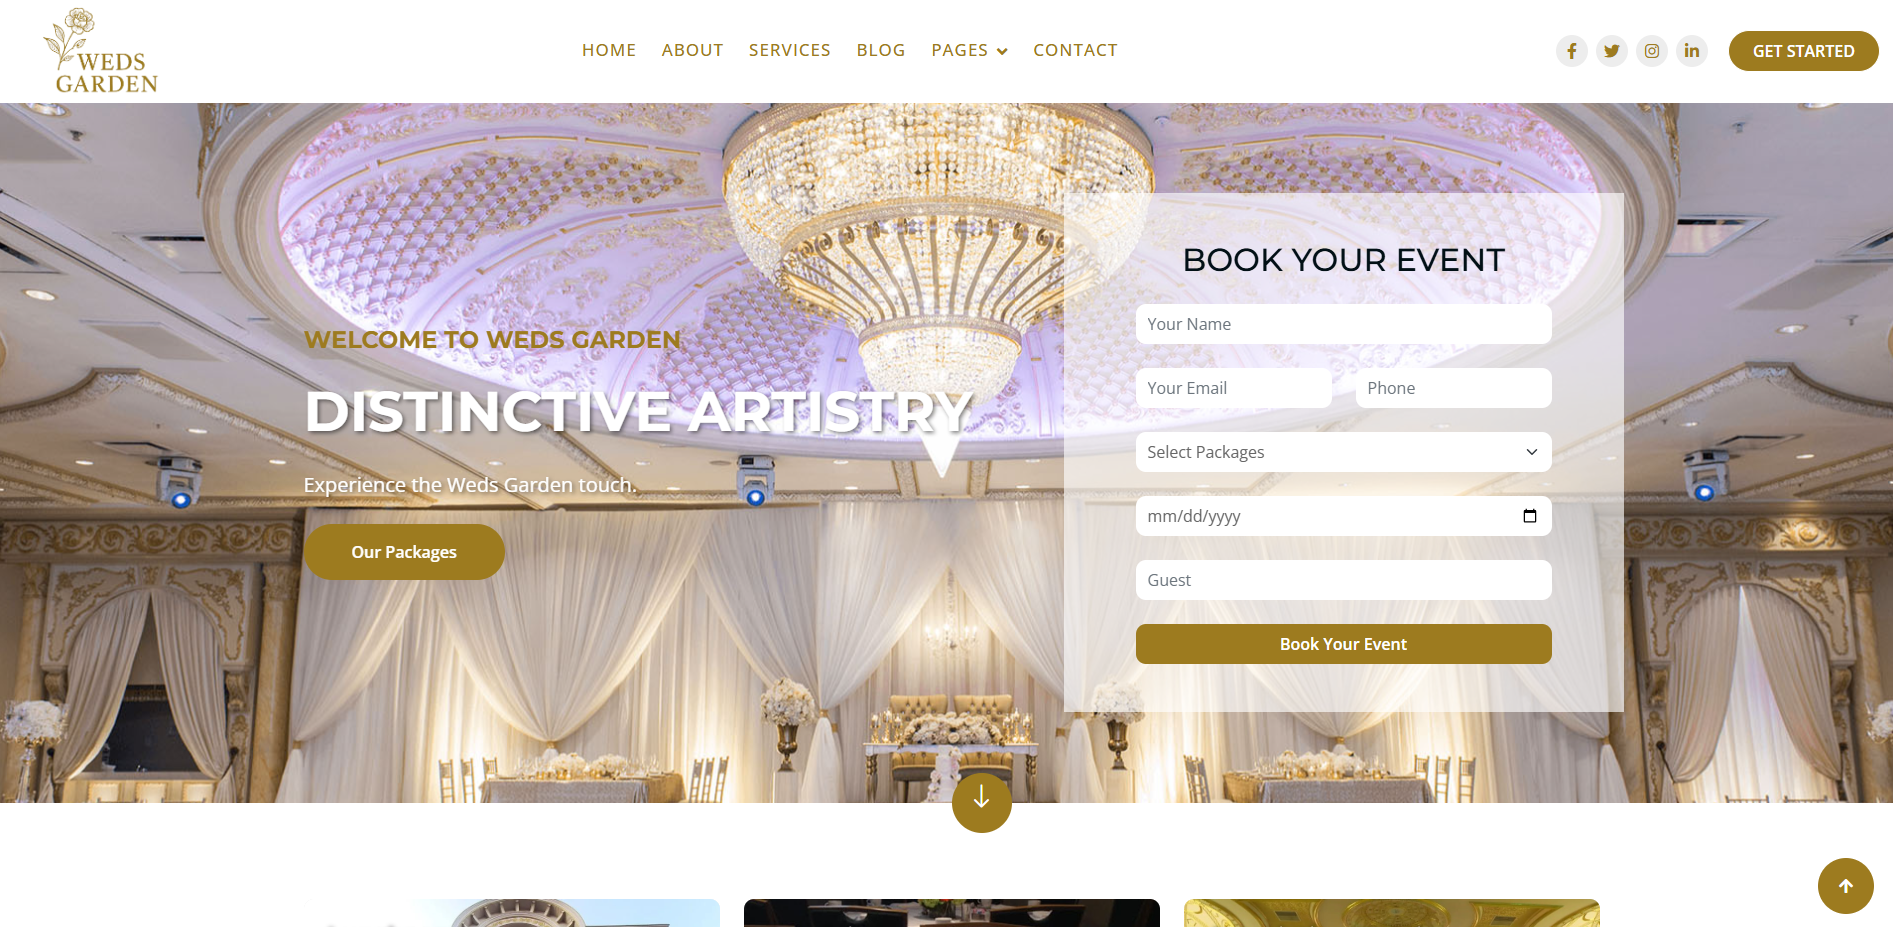 WEDS
GARDEN
HOME ABOUT SERVICES BLOG PAGES CONTACT
GET STARTED
WELCOME TO WEDS GARDEN
DISTINCTIVE ARTISTRY
Experience the Weds Garden touch.
Our Packages
BOOK YOUR EVENT
Your Name
Your Email Phone
Select Packages
mm/dd/yyyy
Guest
Book Your Event